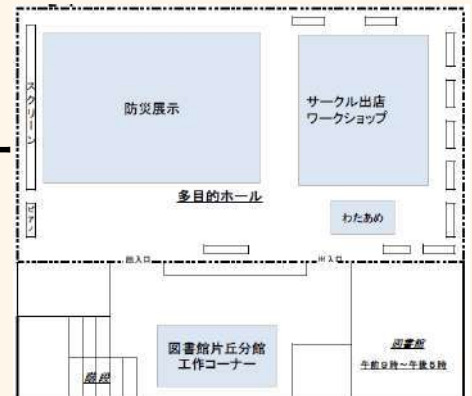 スクリーン
防災展示
サークル出店
ワークショップ
多目的ホール
ピアノ
わたあめ
出入口
出入口
階段
図書館片丘分館
工作コーナー
図書館
午前9時～午後5時